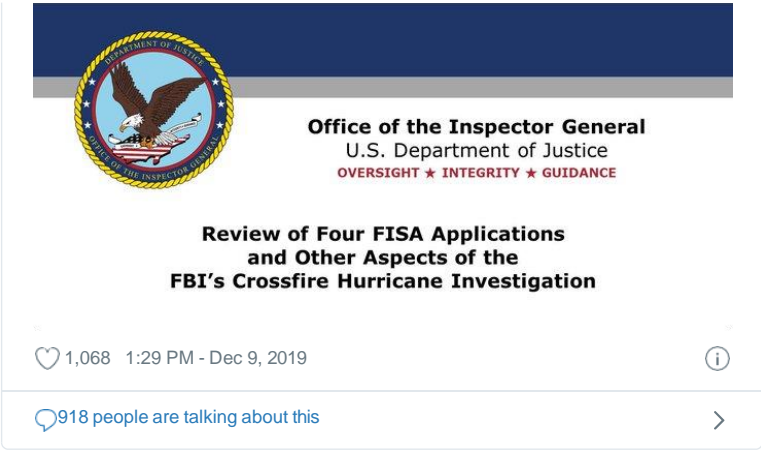 DEPARTMENT OF JUSTICE
OFFICE OF THE INSPECTOR GENERAL
Office of the Inspector General
U.S. Department of Justice
OVERSIGHT ★ INTEGRITY ★ GUIDANCE
Review of Four FISA Applications
and Other Aspects of the
FBI’s Crossfire Hurricane Investigation
1,068 1:29 PM - Dec 9, 2019
918 people are talking about this